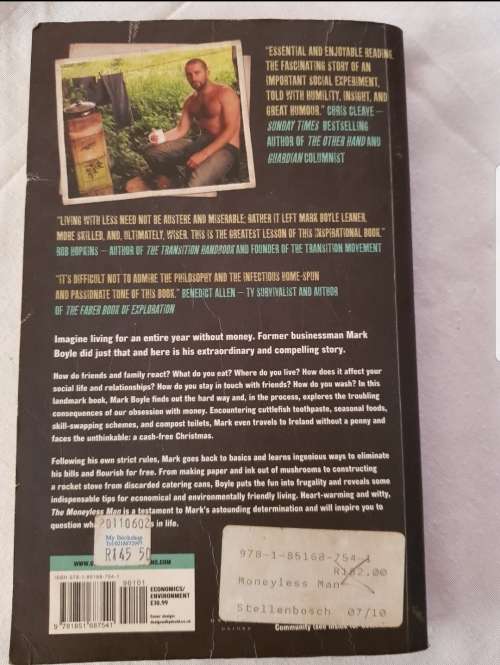 "ESSENTIAL AND ENJOYABLE READING.
THE FASCINATING STORY OF AN
IMPORTANT SOCIAL EXPERIMENT,
TOLD WITH HUMILITY, INSIGHT, AND
GREAT HUMOUR." CHRIS CLEAVE –
SUNDAY TIMES BESTSELLING
AUTHOR OF THE OTHER HAND AND
GUARDIAN COLUMNIST
"LIVING WITH LESS NEED NOT BE AUSTERE AND MISERABLE; RATHER IT LEFT MARK BOYLE LEANER,
MORE SKILLED, AND, ULTIMATELY, WISER. THIS IS THE GREATEST LESSON OF THIS INSPIRATIONAL BOOK."
ROB HOPKINS – AUTHOR OF THE TRANSITION HANDBOOK AND FOUNDER OF THE TRANSITION MOVEMENT
"IT'S DIFFICULT NOT TO ADMIRE THE PHILOSOPHY AND THE INFECTIOUS HOME-SPUN
AND PASSIONATE TONE OF THIS BOOK." BENEDICT ALLEN – TV SURVIVALIST AND AUTHOR
OF THE FABER BOOK OF EXPLORATION
Imagine living for an entire year without money. Former businessman Mark
Boyle did just that and here is his extraordinary and compelling story.
How do friends and family react? What do you eat? Where do you live? How does it affect your
social life and relationships? How do you stay in touch with friends? How do you wash? In this
landmark book, Mark Boyle finds out the hard way and, in the process, explores the troubling
consequences of our obsession with money. Encountering cuttlefish toothpaste, seasonal foods,
skill-swapping schemes, and compost toilets, Mark even travels to Ireland without a penny and
faces the unthinkable: a cash-free Christmas.
Following his own strict rules, Mark goes back to basics and learns ingenious ways to eliminate
his bills and flourish for free. From making paper and ink out of mushrooms to constructing
a rocket stove from discarded catering cans, Boyle puts the fun into frugality and reveals some
indispensable tips for economical and environmentally friendly living. Heart-warming and witty,
The Moneyless Man is a testament to Mark's astounding determination and will inspire you to
question wh s in life.
20110602
My Bookshop
R145 50
ISBN 978-1-85168-754-1
90101
9 781851 687541
ECONOMICS/
ENVIRONMENT
£10.99
Cover design:
978-1-85168-754-1
Moneyless Man
Stellenbosch 07/10
Community